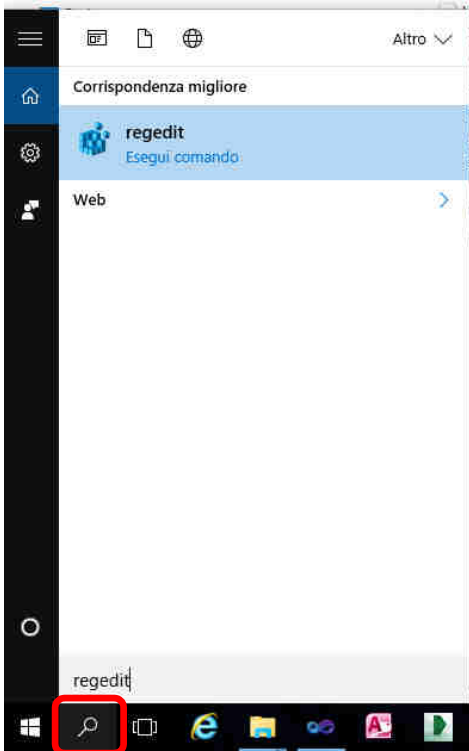 Altro
Corrispondenza migliore
regedit
Esegui comando
Web
regedit